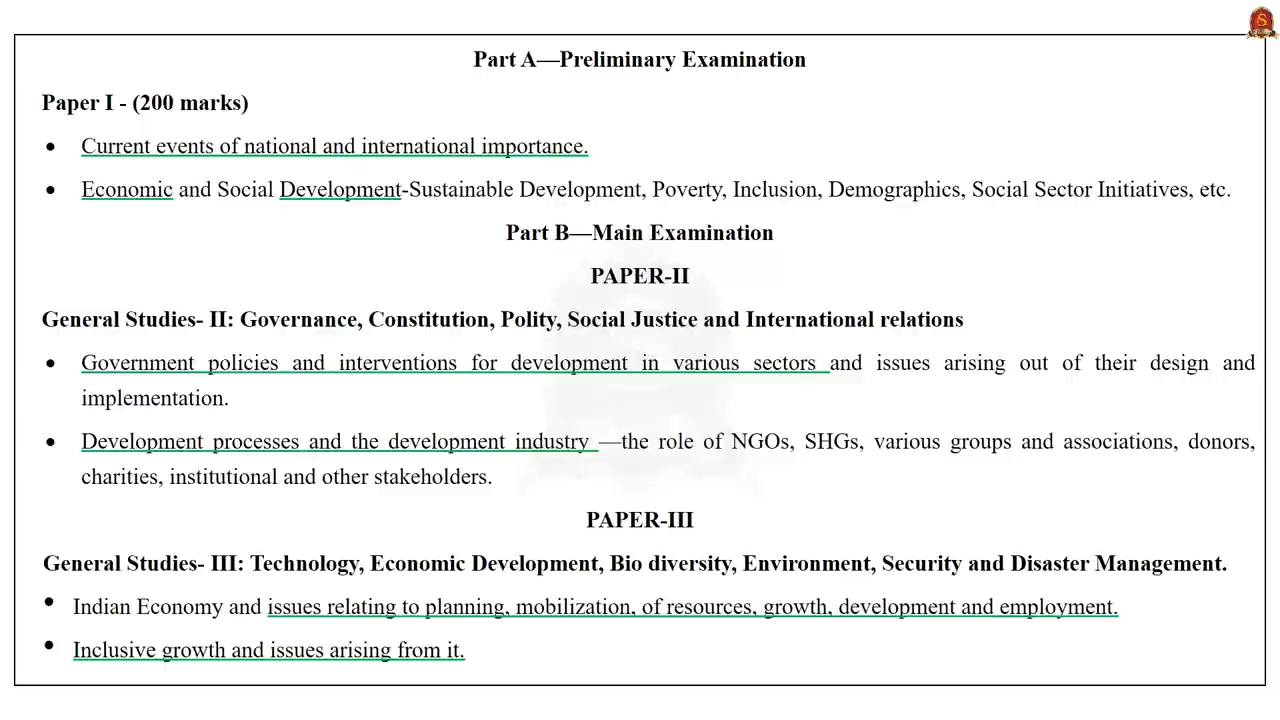 Part A—Preliminary Examination
Paper I - (200 marks)
• Current events of national and international importance.
• Economic and Social Development-Sustainable Development, Poverty, Inclusion, Demographics, Social Sector Initiatives, etc.
Part B—Main Examination
PAPER-II
General Studies- II: Governance, Constitution, Polity, Social Justice and International relations
• Government policies and interventions for development in various sectors and issues arising out of their design and
implementation.
• Development processes and the development industry —the role of NGOs, SHGs, various groups and associations, donors,
charities, institutional and other stakeholders.
PAPER-III
General Studies- III: Technology, Economic Development, Bio diversity, Environment, Security and Disaster Management.
• Indian Economy and issues relating to planning, mobilization, of resources, growth, development and employment.
• Inclusive growth and issues arising from it.